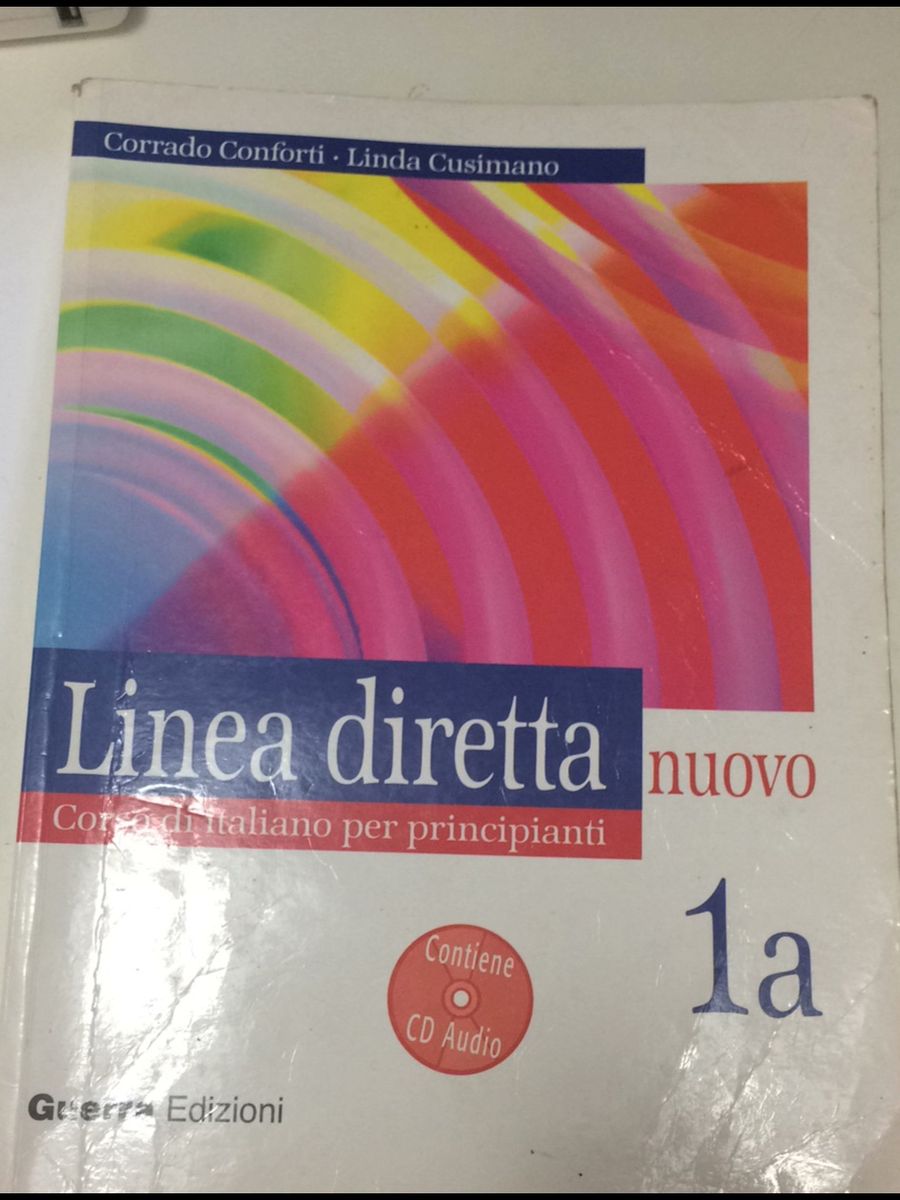 Corrado Conforti · Linda Cusimano
Linea diretta
nuovo
Corso di italiano per principianti
1a
Contiene
CD Audio
Guerra Edizioni